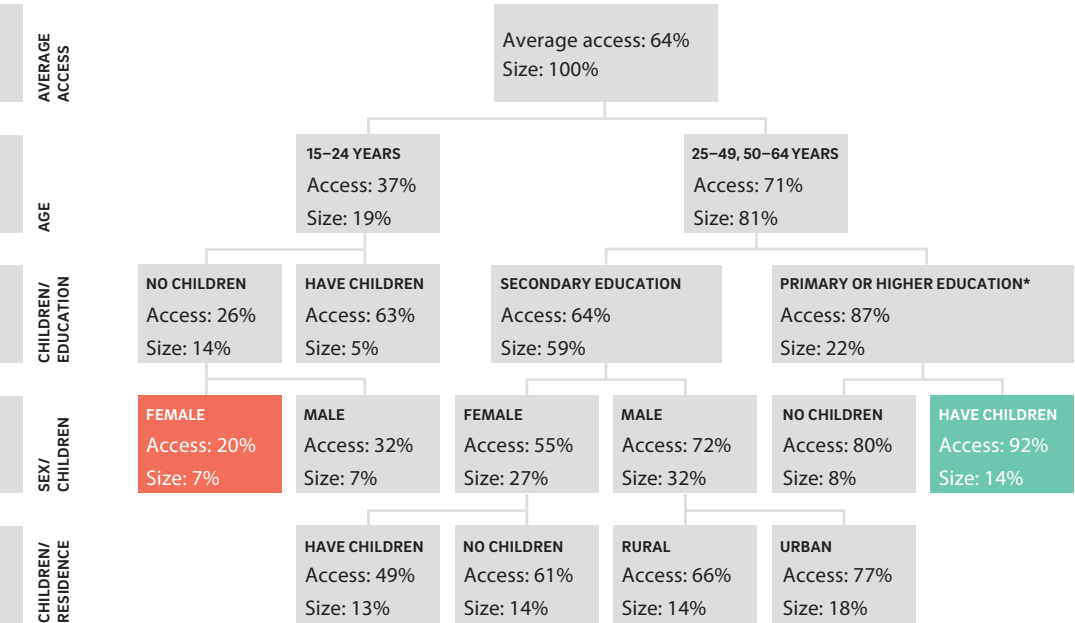 AVERAGE
ACCESS
Average access: 64%
Size: 100%
AGE
15–24 YEARS
Access: 37%
Size: 19%
25–49, 50–64 YEARS
Access: 71%
Size: 81%
CHILDREN/
EDUCATION
NO CHILDREN
Access: 26%
Size: 14%
HAVE CHILDREN
Access: 63%
Size: 5%
SECONDARY EDUCATION
Access: 64%
Size: 59%
PRIMARY OR HIGHER EDUCATION*
Access: 87%
Size: 22%
SEX/
CHILDREN
FEMALE
Access: 20%
Size: 7%
MALE
Access: 32%
Size: 7%
FEMALE
Access: 55%
Size: 27%
MALE
Access: 72%
Size: 32%
NO CHILDREN
Access: 80%
Size: 8%
HAVE CHILDREN
Access: 92%
Size: 14%
CHILDREN/
RESIDENCE
HAVE CHILDREN
Access: 49%
Size: 13%
NO CHILDREN
Access: 61%
Size: 14%
RURAL
Access: 66%
Size: 14%
URBAN
Access: 77%
Size: 18%